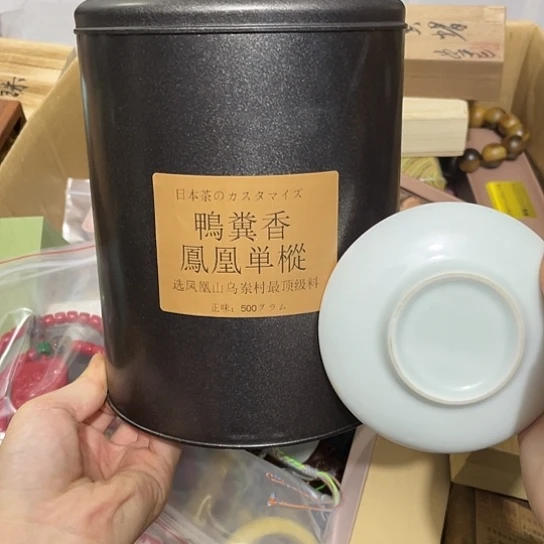 日本茶のカスタマイズ
鴨糞香
鳳凰単樅
选凤凰山乌岽村最顶级料
正味：500グラム